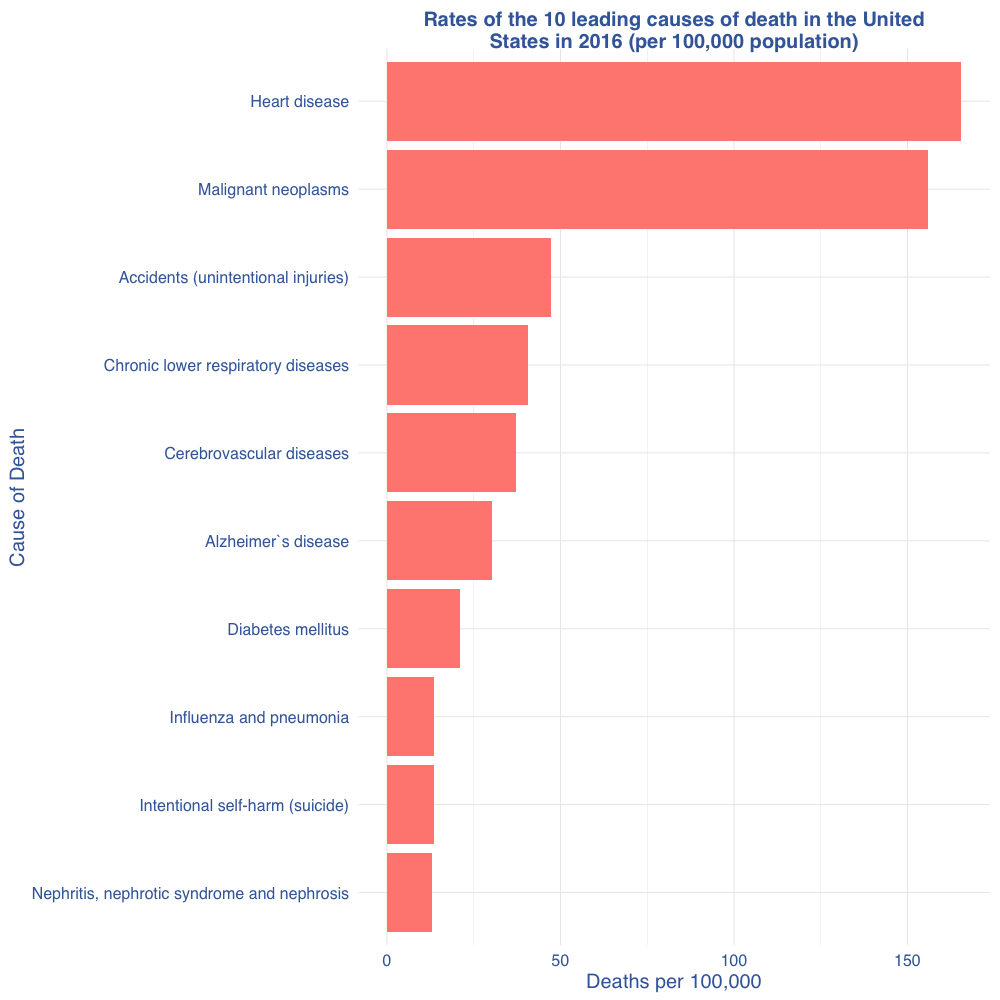 Rates of the 10 leading causes of death in the United
States in 2016 (per 100,000 population)
Heart disease
Malignant neoplasms
Accidents (unintentional injuries)
Chronic lower respiratory diseases
Cerebrovascular diseases
Alzheimer`s disease
Diabetes mellitus
Influenza and pneumonia
Intentional self-harm (suicide)
Nephritis, nephrotic syndrome and nephrosis
Cause of Death
0 50 100 150
Deaths per 100,000